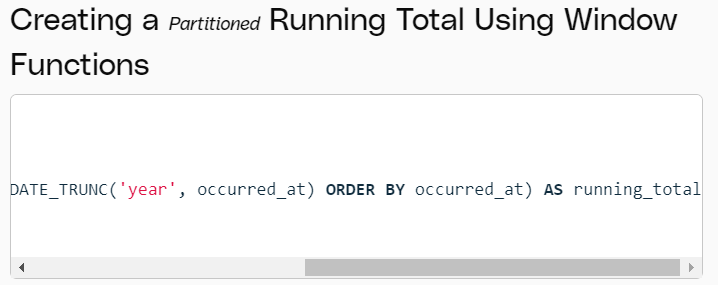 Creating a Partitioned Running Total Using Window
Functions
DATE_TRUNC('year', occurred_at) ORDER BY occurred_at) AS running_total